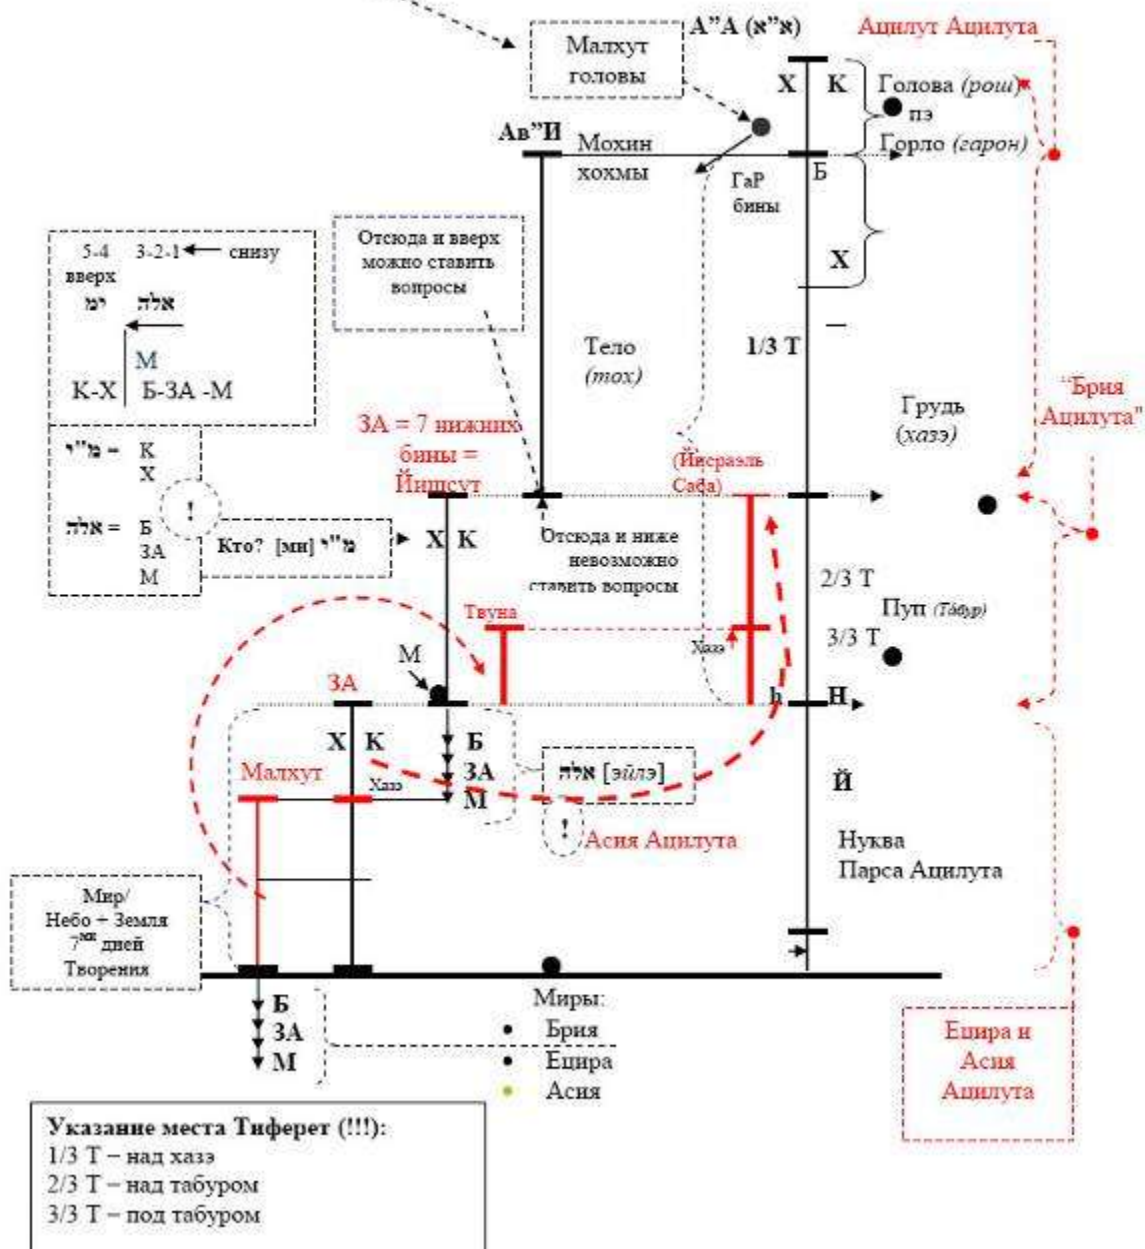 А”А (א”א)
Ацилут Ацилута
Малхут
головы
Х К
Голова (рош)
пэ
Горло (гарон)
Ав”И
Мохин
хохмы
ГаР
бины
Б
Х
5-4 3-2-1 снизу
вверх
ימ אלה
М
К-Х Б-ЗА -М
Отсюда и вверх
можно ставить
вопросы
Тело
(тох)
1/3 Т
Грудь
(хазэ)
“Брия
Ацилута”
ЗА = 7 нижних
бины =
Йишсут
(Йисраэль
Саба)
מ”י = К
Х
!
אלה = Б
ЗА
М
Кто? [ми] מ”י
Х К
Отсюда и ниже
невозможно
ставить вопросы
2/3 Т
Твуна
Пуп (Табур)
Хазэ
3/3 Т
М
ЗА
h
Н
Х К
Б
ЗА
М
אלה [эйлэ]
Й
Малхут
Хазэ
!
Асия Ацилута
Нуква
Парса Ацилута
Мир/
Небо + Земля
7ми дней
Творения
Б
ЗА
М
Миры:
• Брия
• Ецира
• Асия
Ецира и
Асия
Ацилута
Указание места Тиферет (!!!):
1/3 Т – над хазэ
2/3 Т – над табуром
3/3 Т – под табуром